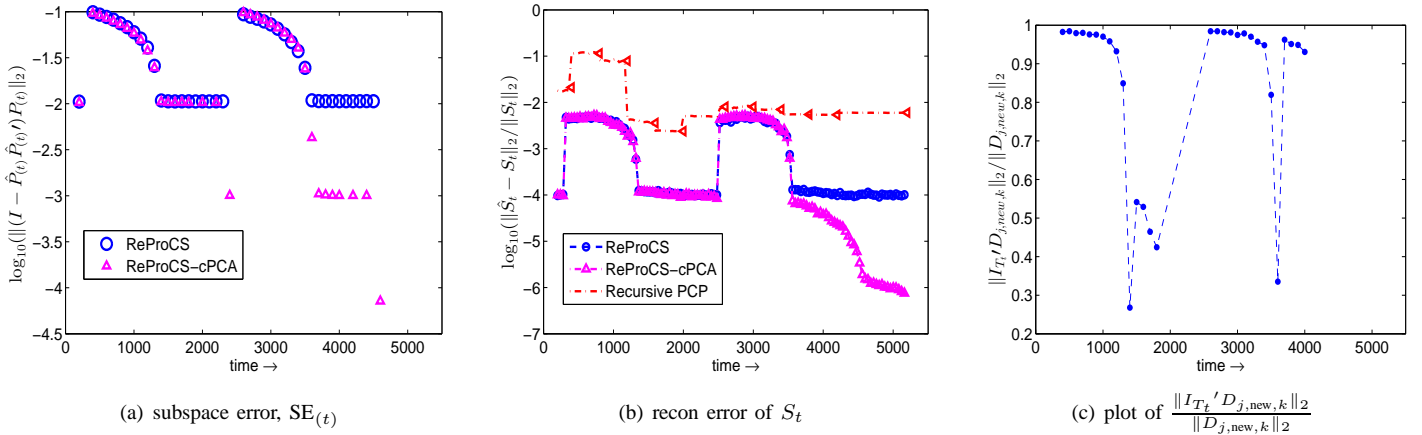 log10(||(I − P̂(t) P̂(t)′) P(t)||2)
−1
−1.5
−2
−2.5
−3
−3.5
−4
−4.5
ReProCS
ReProCS−cPCA
0 1000 2000 3000 4000 5000
time →
(a) subspace error, SE(t)
log10(||Ŝt − St||2/||St||2)
0
−1
−2
−3
−4
−5
−6
−7
ReProCS
ReProCS−cPCA
Recursive PCP
0 1000 2000 3000 4000 5000
time →
(b) recon error of St
||ITt′Dj,new,k||2/||Dj,new,k||2
1
0.9
0.8
0.7
0.6
0.5
0.4
0.3
0.2
0 1000 2000 3000 4000 5000
time →
(c) plot of ‖ITt′Dj,new,k‖2 / ‖Dj,new,k‖2